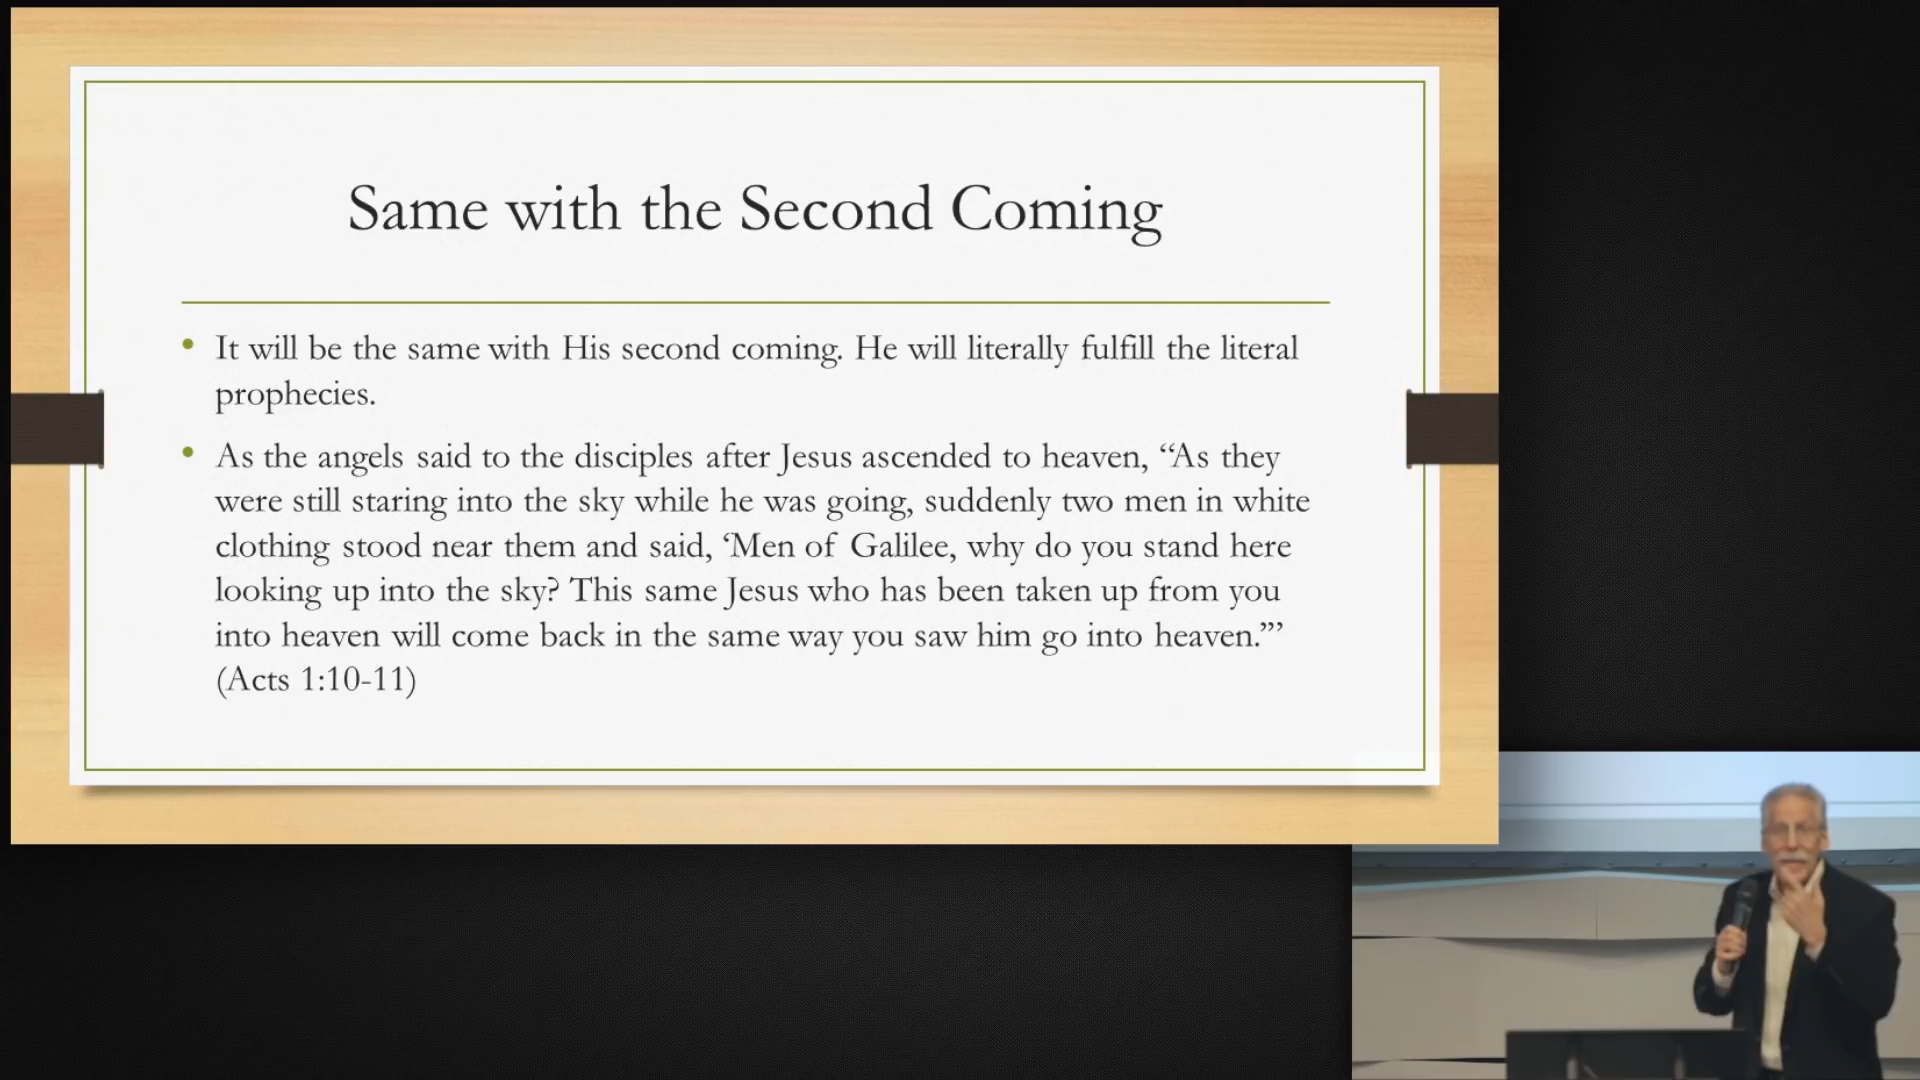 Same with the Second Coming
• It will be the same with His second coming. He will literally fulfill the literal
prophecies.
• As the angels said to the disciples after Jesus ascended to heaven, “As they
were still staring into the sky while he was going, suddenly two men in white
clothing stood near them and said, ‘Men of Galilee, why do you stand here
looking up into the sky? This same Jesus who has been taken up from you
into heaven will come back in the same way you saw him go into heaven.”’
(Acts 1:10-11)